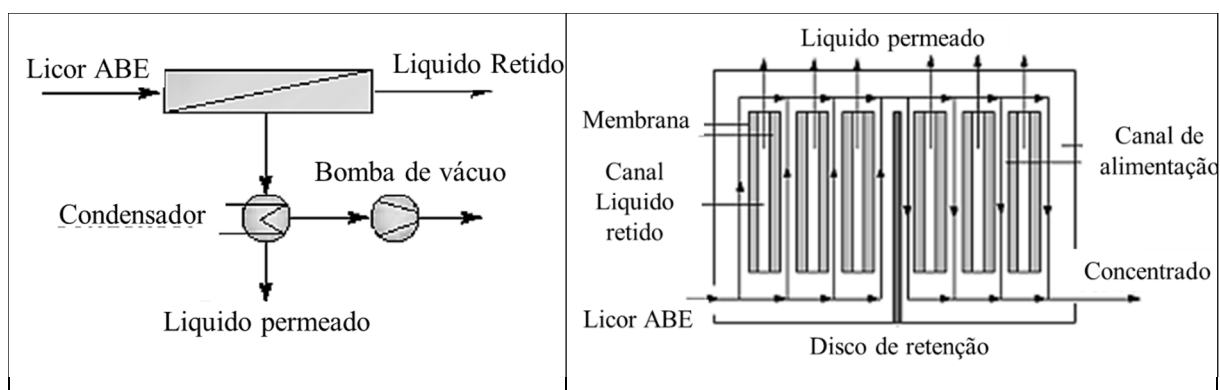 Licor ABE
Liquido Retido
Bomba de vácuo
Condensador
Liquido permeado
Liquido permeado
Membrana
Canal
Liquido
retido
Canal de
alimentação
Concentrado
Licor ABE
Disco de retenção